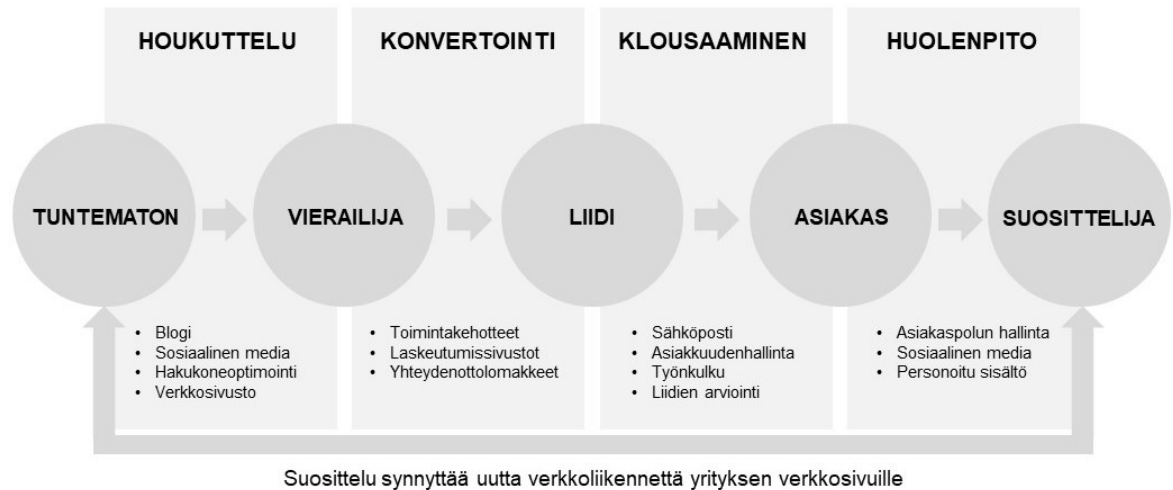 HOUKUTTELU
KONVERTOINTI
KLOUSAAMINEN
HUOLENPITO
TUNTEMATON
VIERAILIJA
LIIDI
ASIAKAS
SUOSITTELIJA
• Blogi
• Sosiaalinen media
• Hakukoneoptimointi
• Verkkosivusto
• Toimintakehotteet
• Laskeutumissivustot
• Yhteydenottolomakkeet
• Sähköposti
• Asiakkuudenhallinta
• Työnkulku
• Liidien arviointi
• Asiakaspolun hallinta
• Sosiaalinen media
• Personoitu sisältö
Suosittelu synnyttää uutta verkkoliikennettä yrityksen verkkosivuille